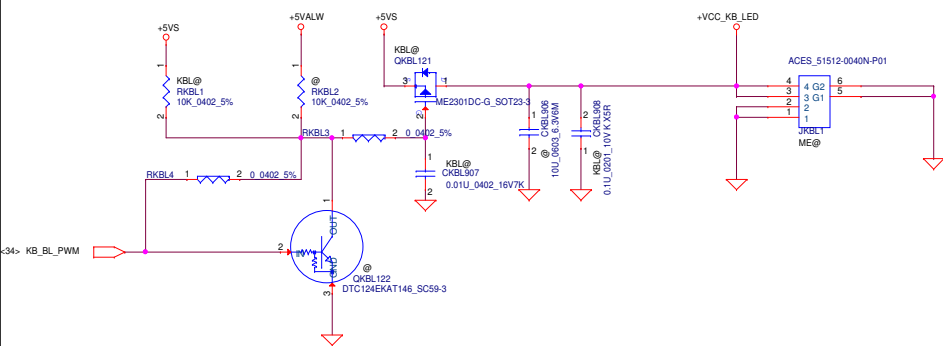 +5VS
+5VALW
+5VS
+VCC_KB_LED
1
KBL@
RKBL1
10K_0402_5%
2
1
@
RKBL2
10K_0402_5%
2
KBL@
QKBL121
3
1
2
ME2301DC-G_SOT23-3
RKBL3
1
2
0_0402_5%
RKBL4
1
2
0_0402_5%
1
KBL@
CKBL907
2
0.01U_0402_16V7K
1
2
@
CKBL906
10U_0603_6.3V6M
1
2
KBL@
CKBL908
0.1U_0201_10V K X5R
ACES_51512-0040N-P01
4
3
2
1
4 G2
3 G1
2
1
6
5
JKBL1
ME@
<34> KB_BL_PWM
1
OUT
2
IN
GND
3
@
QKBL122
DTC124EKAT146_SC59-3